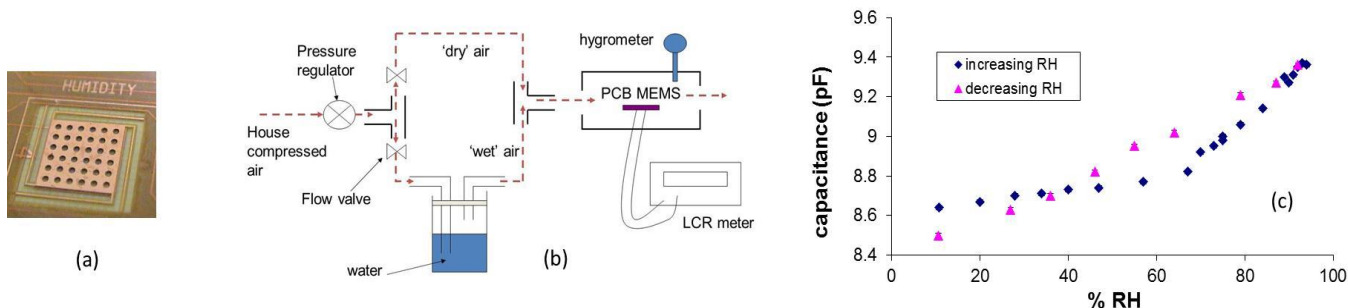 HUMIDITY
(a)
Pressure
regulator
House
compressed
air
Flow valve
'dry' air
'wet' air
water
(b)
hygrometer
PCB MEMS
LCR meter
capacitance (pF)
9.6
9.4
9.2
9
8.8
8.6
8.4
increasing RH
decreasing RH
(c)
0 20 40 60 80 100
% RH